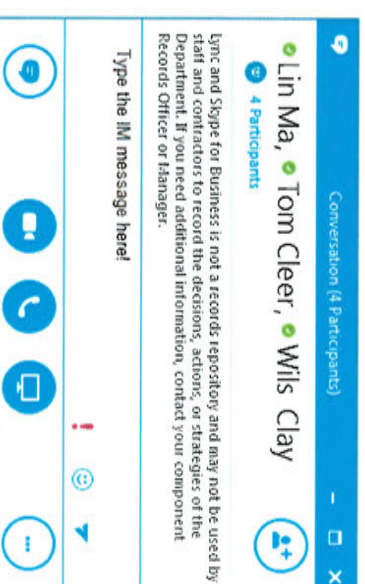 Conversation (4 Participants)
Lin Ma, Tom Cleer, Wils Clay
4 Participants
Lync and Skype for Business is not a records repository and may not be used by
staff and contractors to record the decisions, actions, or strategies of the
Department. If you need additional information, contact your component
Records Officer or Manager.
Type the IM message here!
!